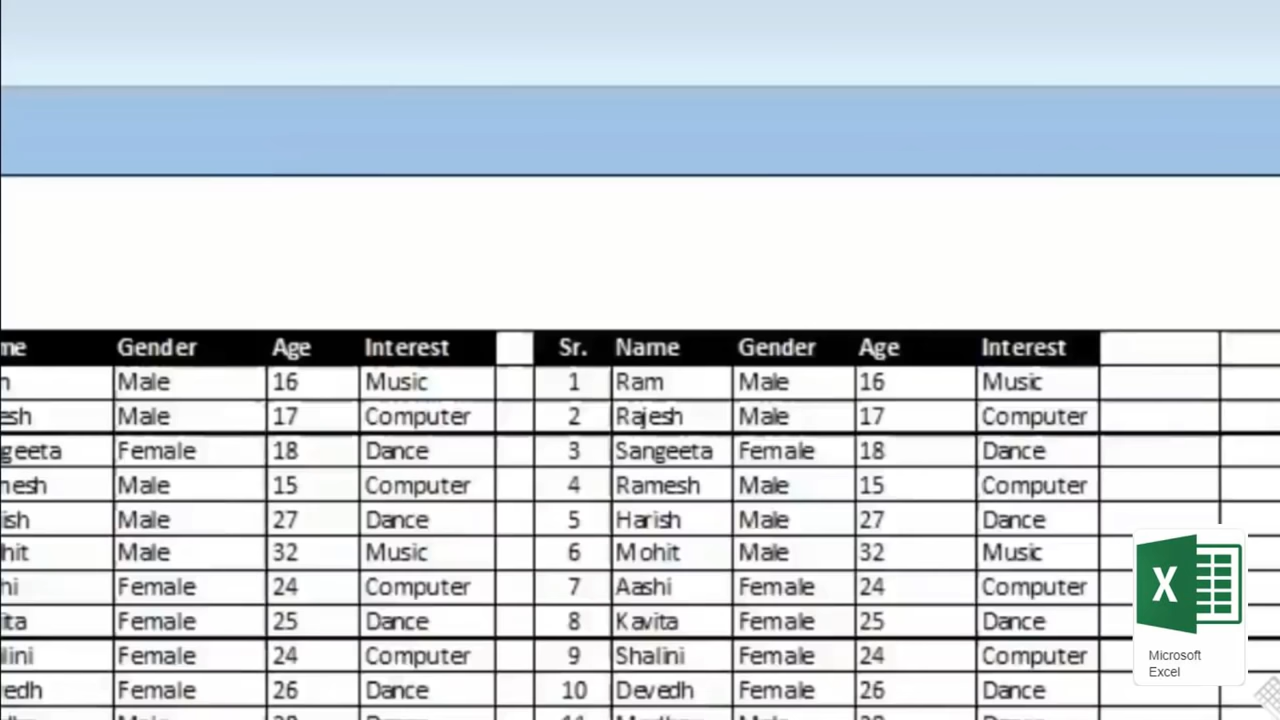 Gender Age Interest Sr. Name Gender Age Interest
Male 16 Music 1 Ram Male 16 Music
Male 17 Computer 2 Rajesh Male 17 Computer
Female 18 Dance 3 Sangeeta Female 18 Dance
Male 15 Computer 4 Ramesh Male 15 Computer
Male 27 Dance 5 Harish Male 27 Dance
Male 32 Music 6 Mohit Male 32 Music
Female 24 Computer 7 Aashi Female 24 Computer
Female 25 Dance 8 Kavita Female 25 Dance
Female 24 Computer 9 Shalini Female 24 Computer
Female 26 Dance 10 Devedh Female 26 Dance
X
Microsoft
Excel